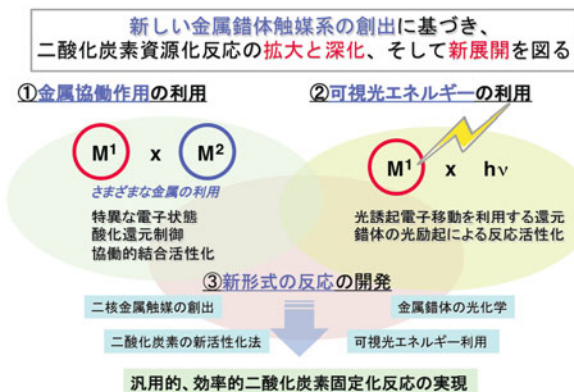 新しい金属錯体触媒系の創出に基づき、
二酸化炭素資源化反応の拡大と深化、そして新展開を図る
①金属協働作用の利用
②可視光エネルギーの利用
M¹ x M²
M¹ x hν
さまざまな金属の利用
特異な電子状態
酸化還元制御
協働的結合活性化
光誘起電子移動を利用する還元
錯体の光励起による反応活性化
③新形式の反応の開発
二核金属触媒の創出
金属錯体の光化学
二酸化炭素の新活性化法
可視光エネルギー利用
汎用的、効率的二酸化炭素固定化反応の実現